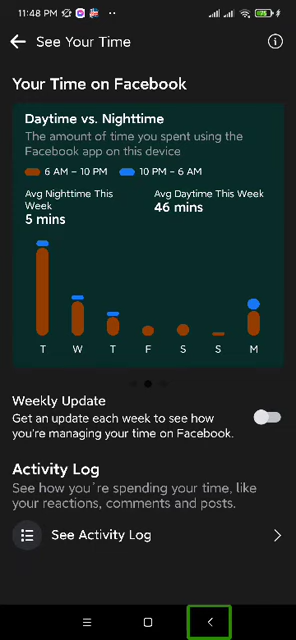 11:48 PM
See Your Time
Your Time on Facebook
Daytime vs. Nighttime
The amount of time you spent using the
Facebook app on this device
6 AM – 10 PM
10 PM – 6 AM
Avg Nighttime This
Week
5 mins
Avg Daytime This Week
46 mins
T W T F S S M
Weekly Update
Get an update each week to see how
you're managing your time on Facebook.
Activity Log
See how you're spending your time, like
your reactions, comments and posts.
See Activity Log